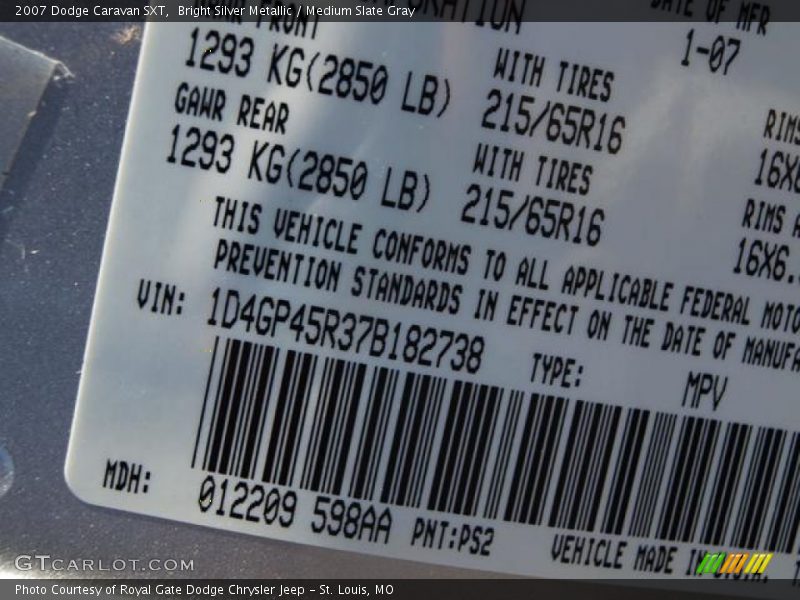 2007 Dodge Caravan SXT, Bright Silver Metallic / Medium Slate Gray
DATE OF MFR
FRONT
1-07
1293 KG(2850 LB) WITH TIRES
215/65R16 RIMS
GAWR REAR
16X6
1293 KG(2850 LB) WITH TIRES
215/65R16 RIMS
16X6.
THIS VEHICLE CONFORMS TO ALL APPLICABLE FEDERAL
PREVENTION STANDARDS IN EFFECT ON THE DATE OF
VIN: 1D4GP45R37B182738 TYPE: MPV
MDH: 012209 598AA PNT:PS2 VEHICLE MADE IN
GTCARLOT.COM
Photo Courtesy of Royal Gate Dodge Chrysler Jeep - St. Louis, MO